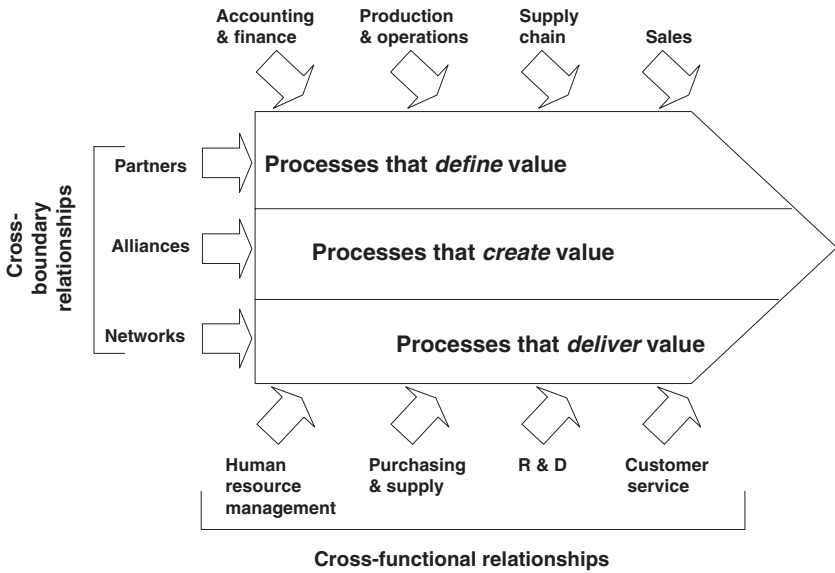 Accounting
& finance
Production
& operations
Supply
chain
Sales
Cross-
boundary
relationships
Partners
Processes that define value
Alliances
Processes that create value
Networks
Processes that deliver value
Human
resource
management
Purchasing
& supply
R & D
Customer
service
Cross-functional relationships